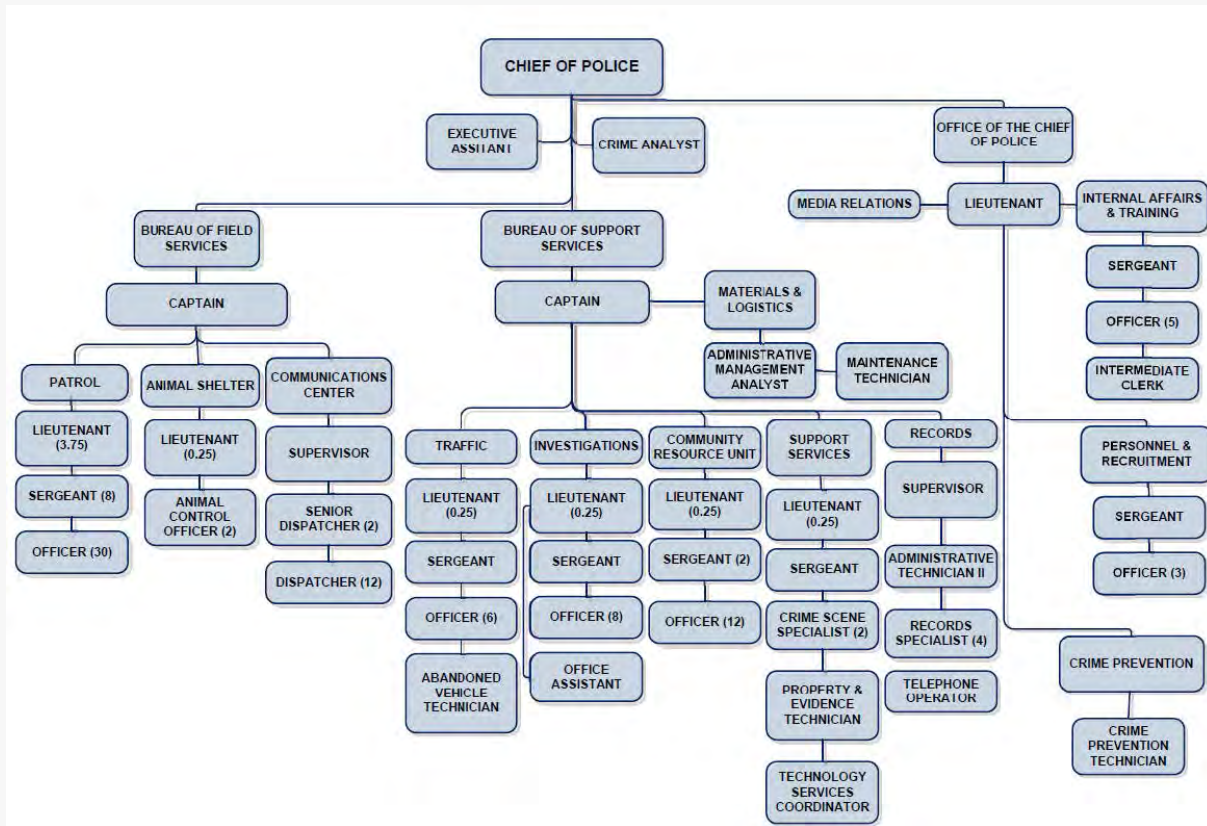 CHIEF OF POLICE
EXECUTIVE
ASSITANT
CRIME ANALYST
OFFICE OF THE CHIEF
OF POLICE
MEDIA RELATIONS
LIEUTENANT
INTERNAL AFFAIRS
& TRAINING
SERGEANT
OFFICER (5)
INTERMEDIATE
CLERK
BUREAU OF FIELD
SERVICES
CAPTAIN
BUREAU OF SUPPORT
SERVICES
CAPTAIN
MATERIALS &
LOGISTICS
ADMINISTRATIVE
MANAGEMENT
ANALYST
MAINTENANCE
TECHNICIAN
PATROL
LIEUTENANT
(3.75)
SERGEANT (8)
OFFICER (30)
ANIMAL SHELTER
LIEUTENANT
(0.25)
ANIMAL
CONTROL
OFFICER (2)
COMMUNICATIONS
CENTER
SUPERVISOR
SENIOR
DISPATCHER (2)
DISPATCHER (12)
TRAFFIC
LIEUTENANT
(0.25)
SERGEANT
OFFICER (6)
ABANDONED
VEHICLE
TECHNICIAN
INVESTIGATIONS
LIEUTENANT
(0.25)
SERGEANT
OFFICER (8)
OFFICE
ASSISTANT
COMMUNITY
RESOURCE UNIT
LIEUTENANT
(0.25)
SERGEANT (2)
OFFICER (12)
SUPPORT
SERVICES
LIEUTENANT
(0.25)
SERGEANT
CRIME SCENE
SPECIALIST (2)
PROPERTY &
EVIDENCE
TECHNICIAN
TECHNOLOGY
SERVICES
COORDINATOR
RECORDS
SUPERVISOR
ADMINISTRATIVE
TECHNICIAN II
RECORDS
SPECIALIST (4)
TELEPHONE
OPERATOR
PERSONNEL &
RECRUITMENT
SERGEANT
OFFICER (3)
CRIME PREVENTION
CRIME
PREVENTION
TECHNICIAN